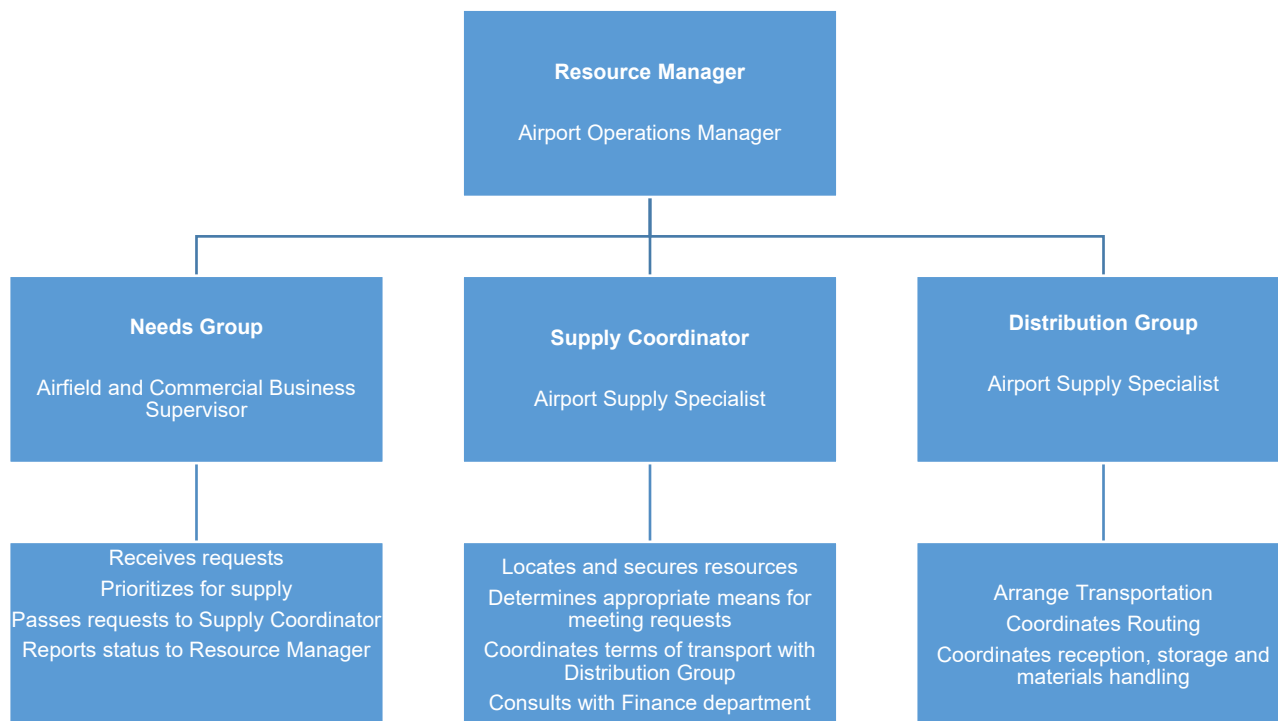 Resource Manager
Airport Operations Manager
Needs Group
Airfield and Commercial Business
Supervisor
Supply Coordinator
Airport Supply Specialist
Distribution Group
Airport Supply Specialist
Receives requests
Prioritizes for supply
Passes requests to Supply Coordinator
Reports status to Resource Manager
Locates and secures resources
Determines appropriate means for
meeting requests
Coordinates terms of transport with
Distribution Group
Consults with Finance department
Arrange Transportation
Coordinates Routing
Coordinates reception, storage and
materials handling